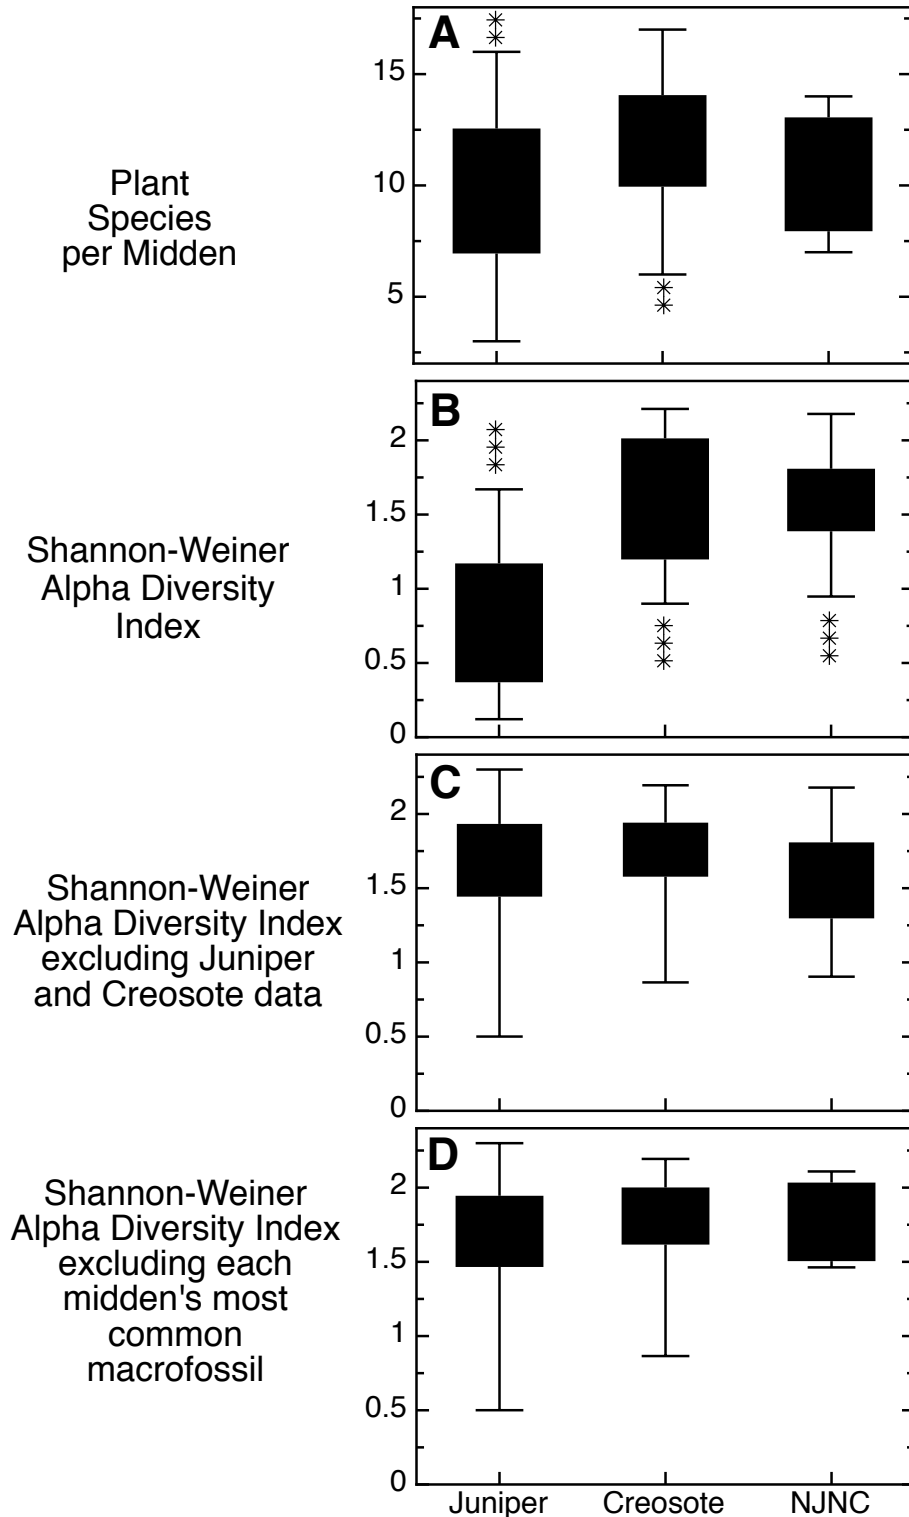 A
15
10
5
Plant
Species
per Midden
B
2
1.5
1
0.5
0
Shannon-Weiner
Alpha Diversity
Index
C
2
1.5
1
0.5
0
Shannon-Weiner
Alpha Diversity Index
excluding Juniper
and Creosote data
D
2
1.5
1
0.5
0
Shannon-Weiner
Alpha Diversity Index
excluding each
midden's most
common
macrofossil
Juniper Creosote NJNC